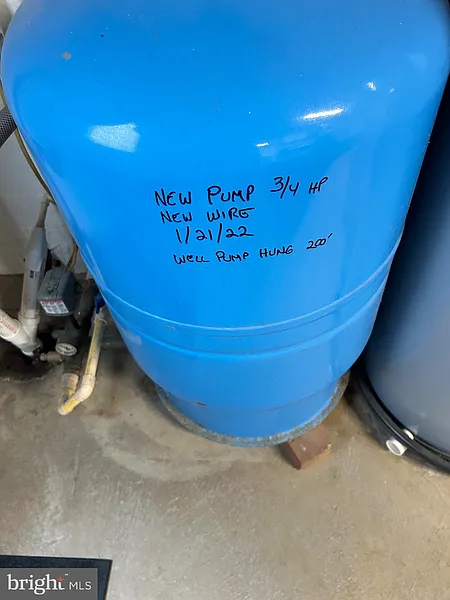 NEW PUMP 3/4 HP
NEW WIRE
1/21/22
WELL PUMP HUNG 200'
bright MLS